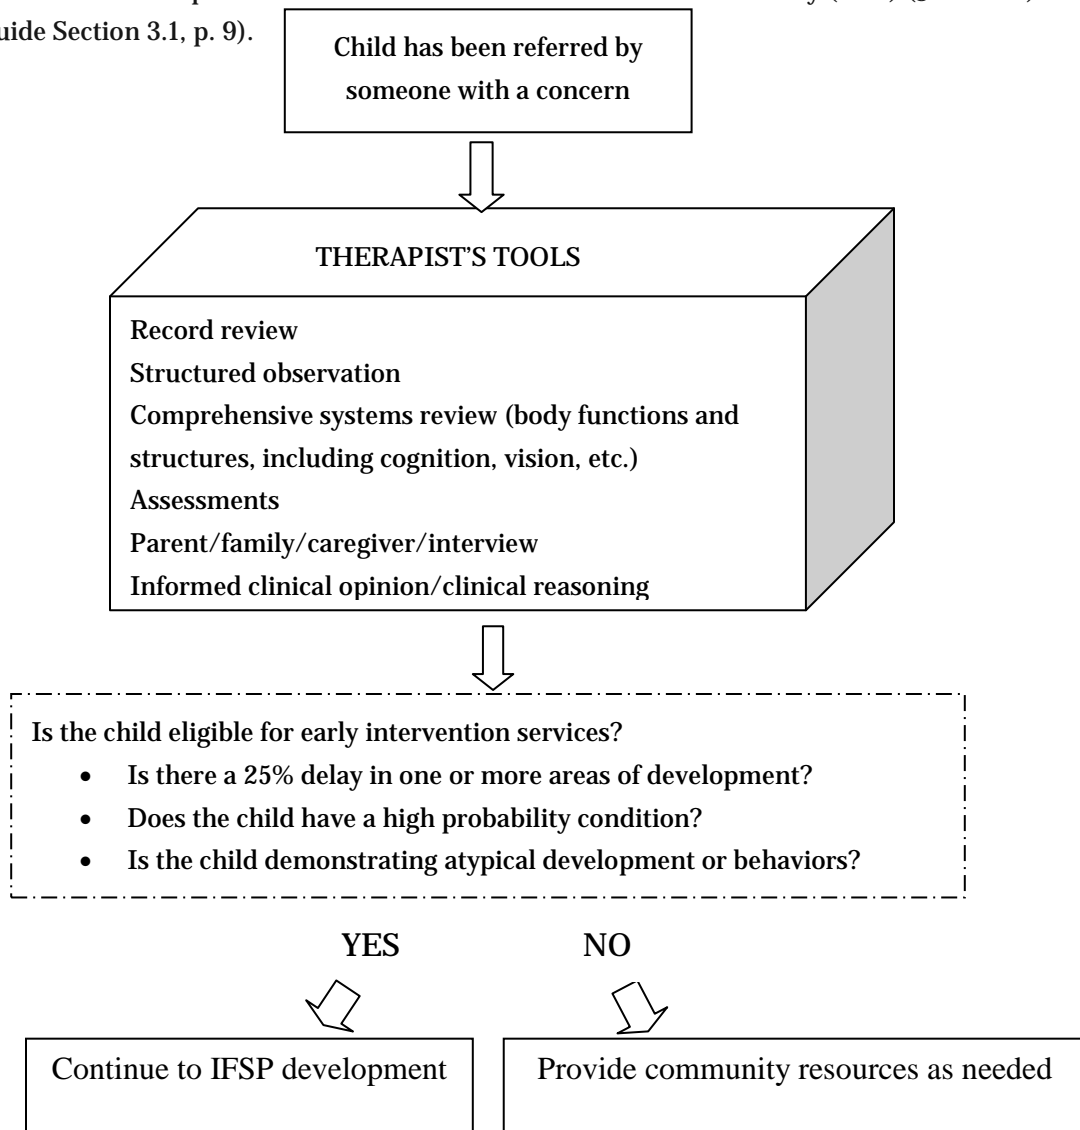 uide Section 3.1, p. 9).
Child has been referred by
someone with a concern
THERAPIST'S TOOLS
Record review
Structured observation
Comprehensive systems review (body functions and
structures, including cognition, vision, etc.)
Assessments
Parent/family/caregiver/interview
Informed clinical opinion/clinical reasoning
Is the child eligible for early intervention services?
• Is there a 25% delay in one or more areas of development?
• Does the child have a high probability condition?
• Is the child demonstrating atypical development or behaviors?
YES NO
Continue to IFSP development
Provide community resources as needed